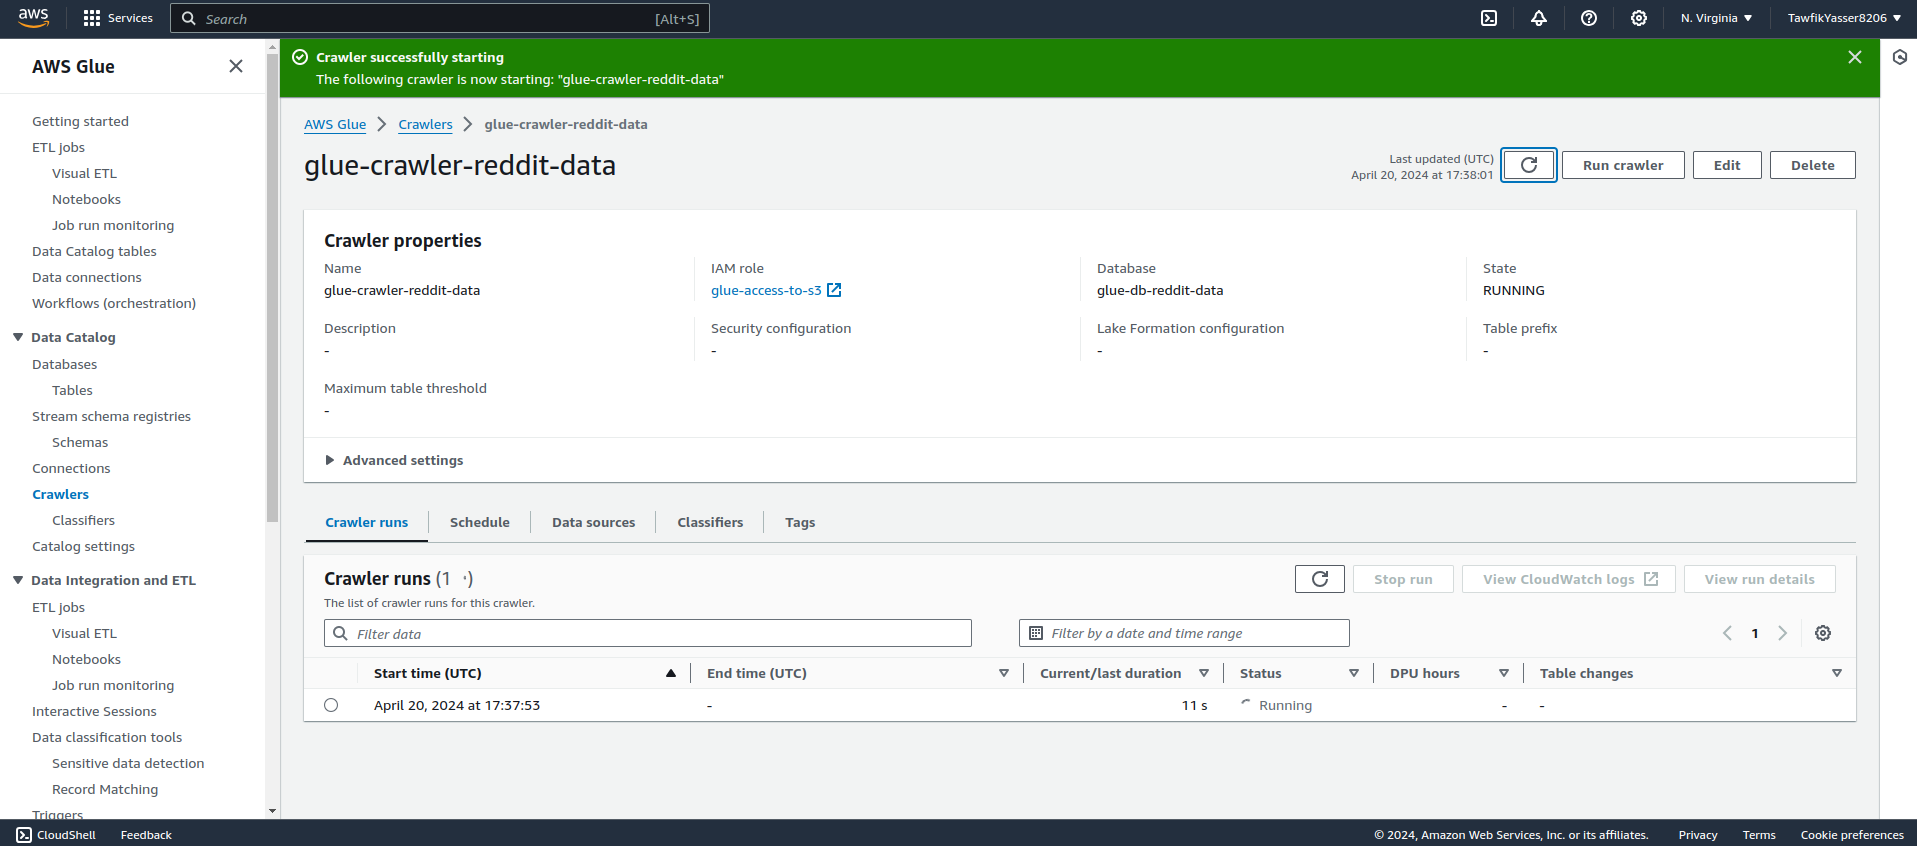 aws
Services
Search
[Alt+S]
N. Virginia
TawfikYasser8206
AWS Glue
Getting started
ETL jobs
Visual ETL
Notebooks
Job run monitoring
Data Catalog tables
Data connections
Workflows (orchestration)
Data Catalog
Databases
Tables
Stream schema registries
Schemas
Connections
Crawlers
Classifiers
Catalog settings
Data Integration and ETL
ETL jobs
Visual ETL
Notebooks
Job run monitoring
Interactive Sessions
Data classification tools
Sensitive data detection
Record Matching
Triggers
Crawler successfully starting
The following crawler is now starting: "glue-crawler-reddit-data"
AWS Glue > Crawlers > glue-crawler-reddit-data
glue-crawler-reddit-data
Last updated (UTC)
April 20, 2024 at 17:38:01
Run crawler
Edit
Delete
Crawler properties
Name
glue-crawler-reddit-data
IAM role
glue-access-to-s3
Database
glue-db-reddit-data
State
RUNNING
Description
-
Security configuration
-
Lake Formation configuration
-
Table prefix
-
Maximum table threshold
-
Advanced settings
Crawler runs
Schedule
Data sources
Classifiers
Tags
Crawler runs (1)
The list of crawler runs for this crawler.
Stop run
View CloudWatch logs
View run details
Filter data
Filter by a date and time range
1
Start time (UTC)
End time (UTC)
Current/last duration
Status
DPU hours
Table changes
April 20, 2024 at 17:37:53
-
11 s
Running
-
-
CloudShell
Feedback
© 2024, Amazon Web Services, Inc. or its affiliates.
Privacy
Terms
Cookie preferences